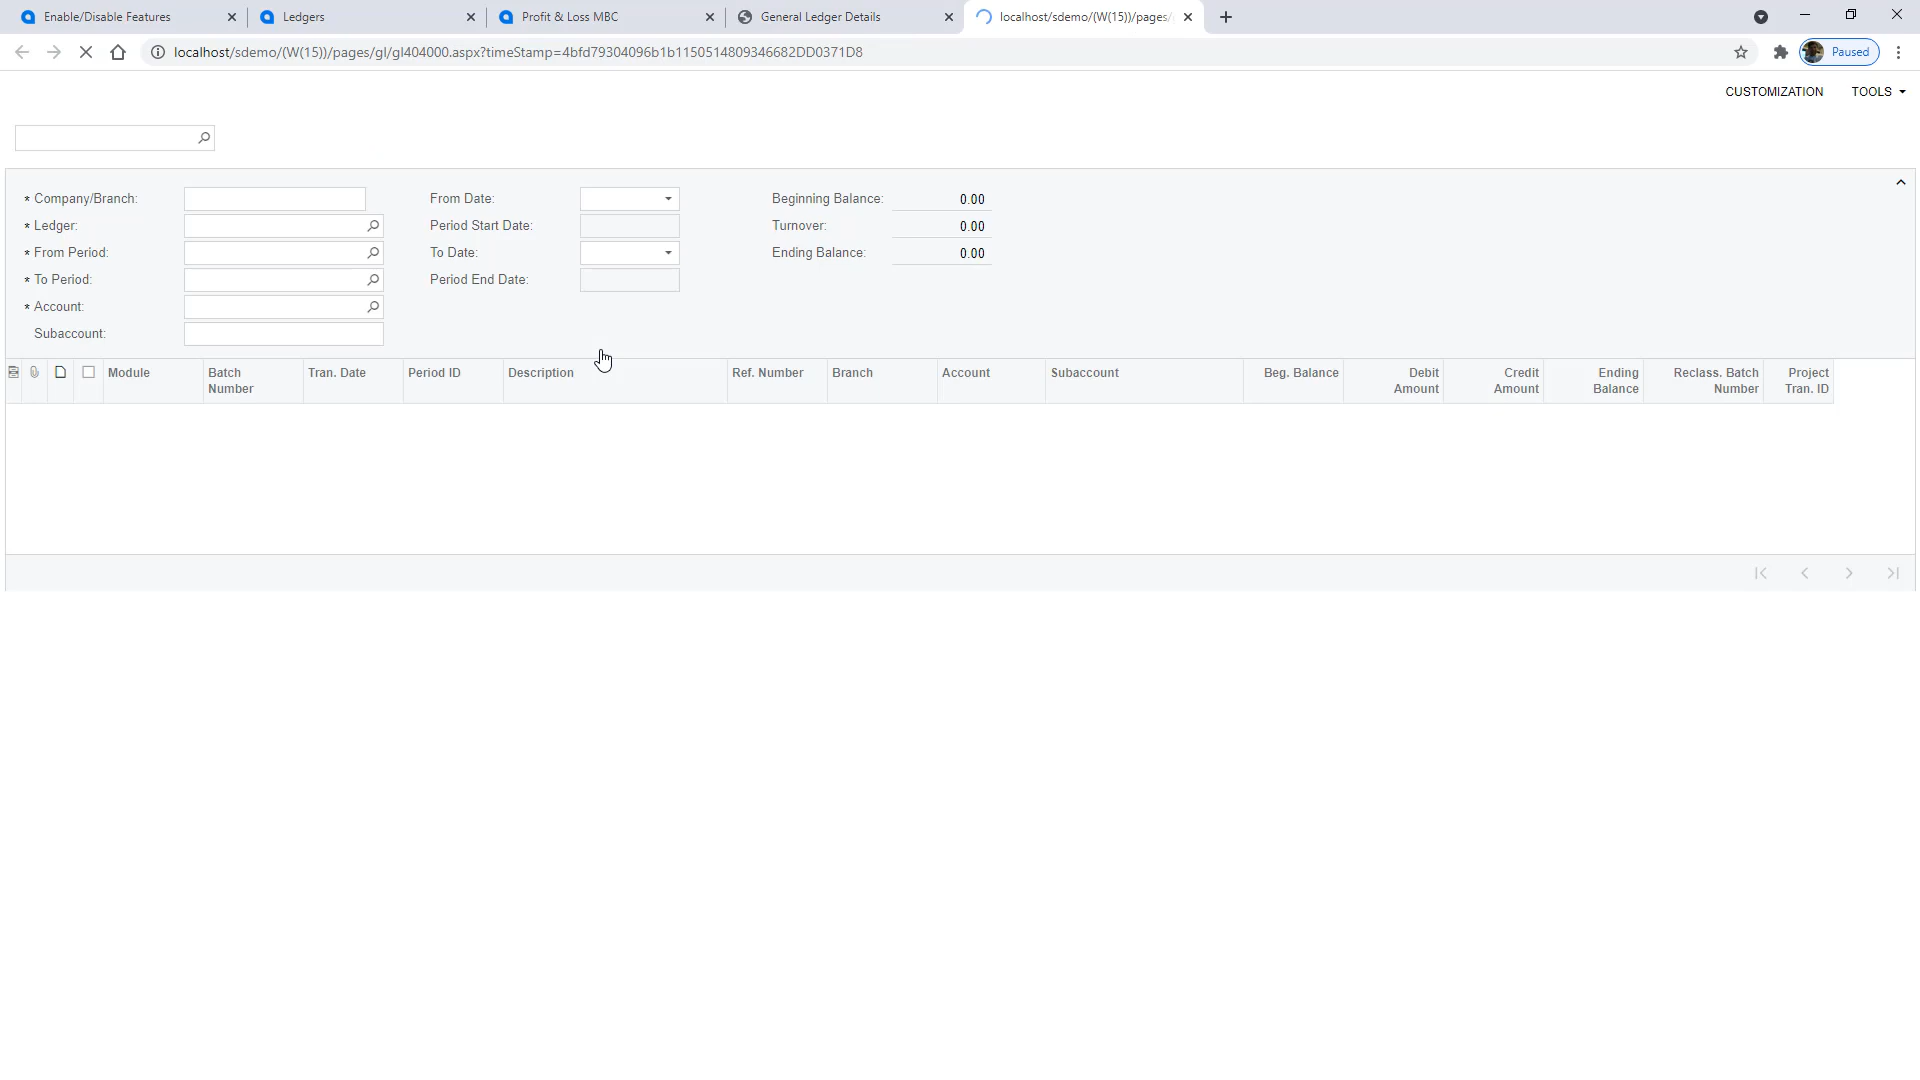 Enable/Disable Features
Ledgers
Profit & Loss MBC
General Ledger Details
localhost/sdemo/(W(15))/pages/
localhost/sdemo/(W(15))/pages/gl/gl404000.aspx?timeStamp=4bfd79304096b1b1150514809346682DD0371D8
Paused
CUSTOMIZATION TOOLS
* Company/Branch: From Date: Beginning Balance: 0.00
* Ledger: Period Start Date: Turnover: 0.00
* From Period: To Date: Ending Balance: 0.00
* To Period: Period End Date:
* Account:
Subaccount:
Module
Batch Number
Tran. Date
Period ID
Description
Ref. Number
Branch
Account
Subaccount
Beg. Balance
Debit Amount
Credit Amount
Ending Balance
Reclass. Batch Number
Project Tran. ID